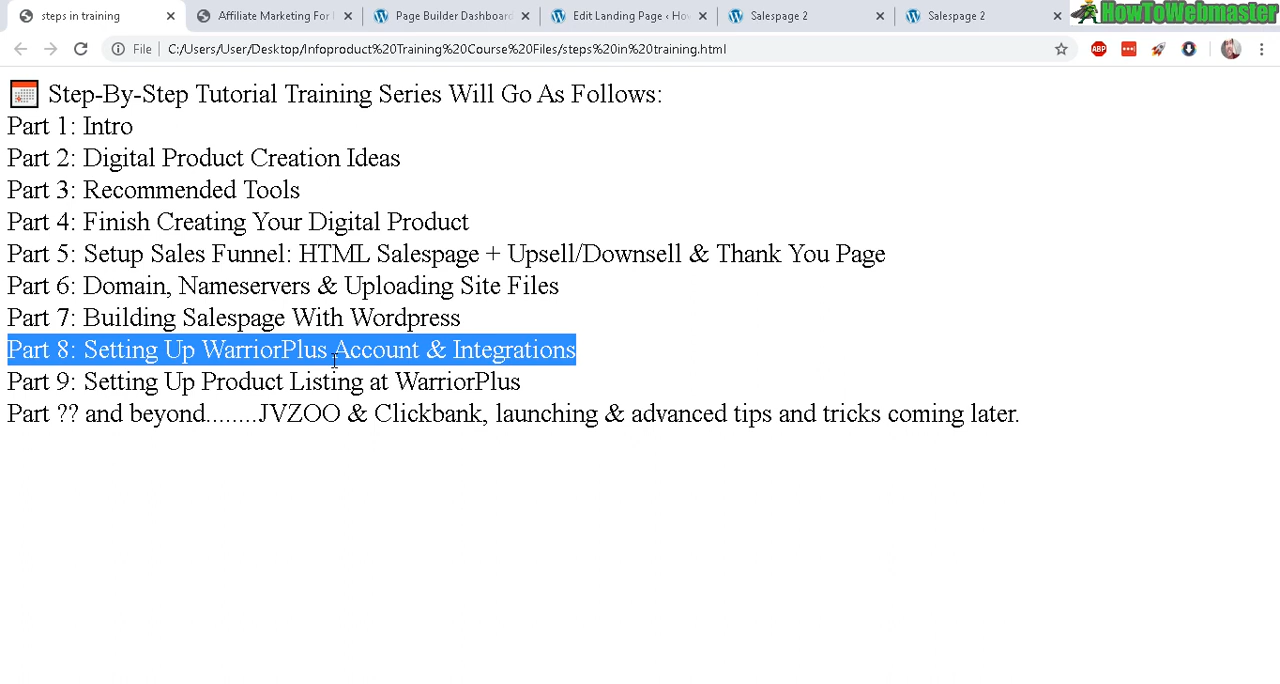 steps in training
Affiliate Marketing For
Page Builder Dashboard
Edit Landing Page ‹ Ho
Salespage 2
Salespage 2
HowToWebmaster
File
C:/Users/User/Desktop/Infoproduct%20Training%20Course%20Files/steps%20in%20training.html
ABP
Step-By-Step Tutorial Training Series Will Go As Follows:
Part 1: Intro
Part 2: Digital Product Creation Ideas
Part 3: Recommended Tools
Part 4: Finish Creating Your Digital Product
Part 5: Setup Sales Funnel: HTML Salespage + Upsell/Downsell & Thank You Page
Part 6: Domain, Nameservers & Uploading Site Files
Part 7: Building Salespage With Wordpress
Part 8: Setting Up WarriorPlus Account & Integrations
Part 9: Setting Up Product Listing at WarriorPlus
Part ?? and beyond........JVZOO & Clickbank, launching & advanced tips and tricks coming later.